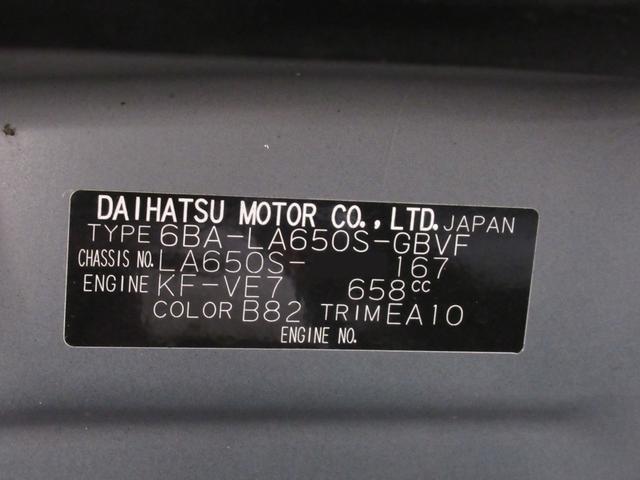 DAIHATSU MOTOR CO.,LTD. JAPAN
TYPE 6BA-LA650S-GBVF
CHASSIS NO. LA650S- 167
ENGINE KF-VE7 658cc
COLOR B82 TRIM EA10
ENGINE NO.